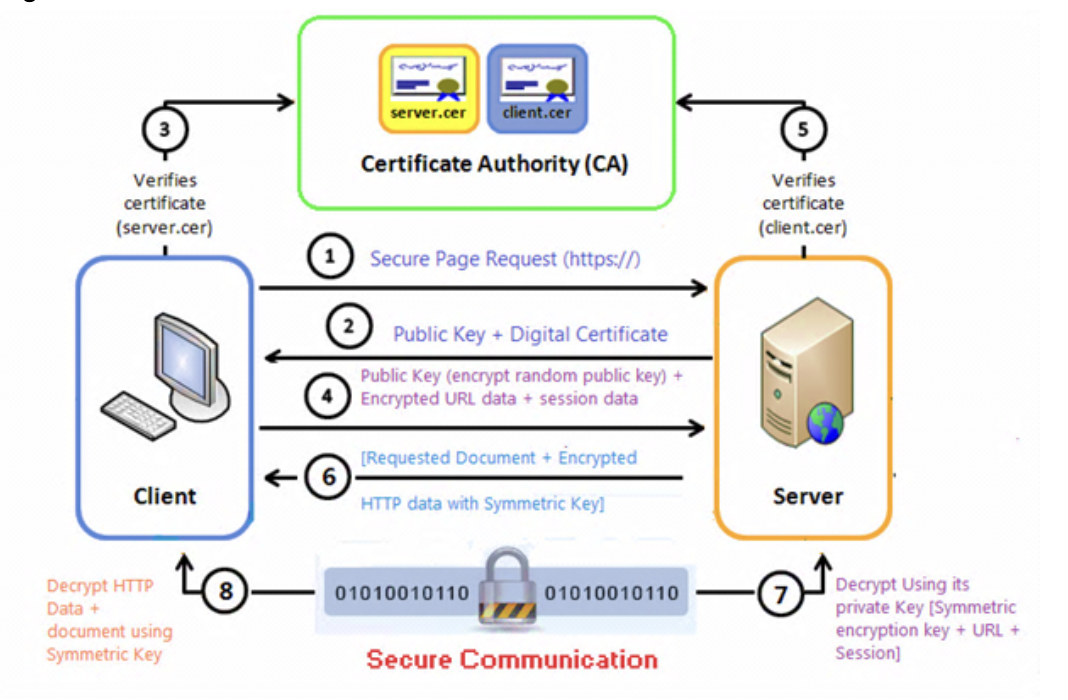 server.cer
client.cer
Certificate Authority (CA)
3
Verifies
certificate
(server.cer)
5
Verifies
certificate
(client.cer)
1
Secure Page Request (https://)
2
Public Key + Digital Certificate
4
Public Key (encrypt random public key) +
Encrypted URL data + session data
6
[Requested Document + Encrypted
HTTP data with Symmetric Key]
Client
Server
8
Decrypt HTTP
Data +
document using
Symmetric Key
01010010110
01010010110
7
Decrypt Using its
private Key [Symmetric
encryption key + URL +
Session]
Secure Communication